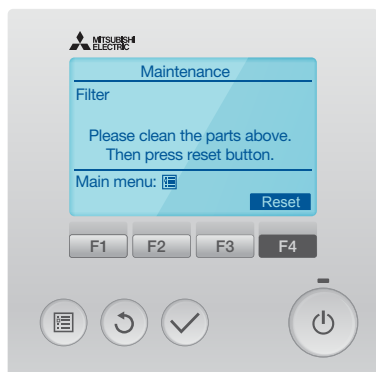 MITSUBISHI
ELECTRIC
Maintenance
Filter
Please clean the parts above.
Then press reset button.
Main menu:
Reset
F1 F2 F3 F4